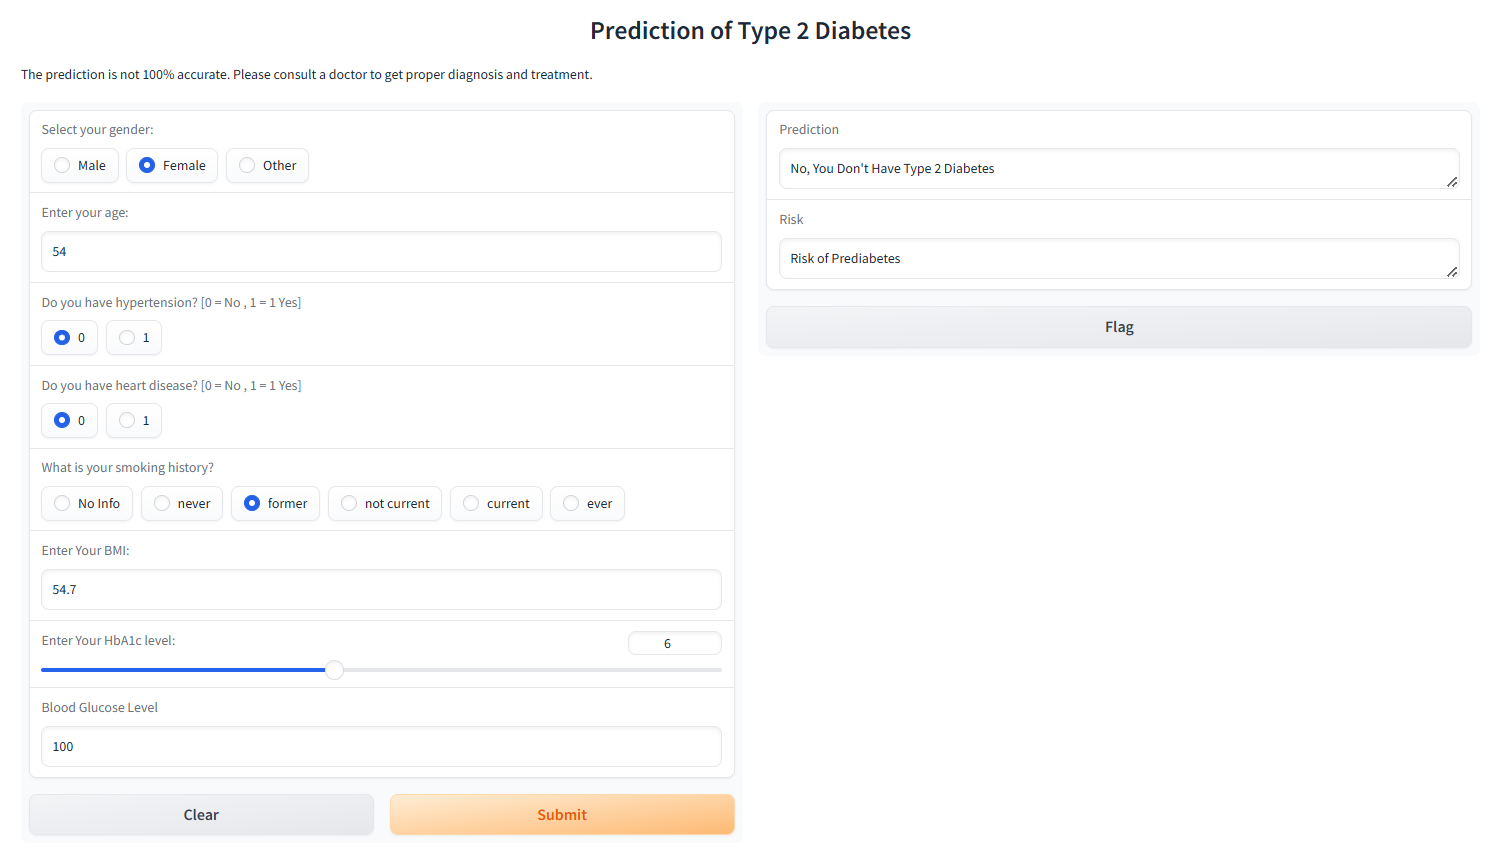 Prediction of Type 2 Diabetes
The prediction is not 100% accurate. Please consult a doctor to get proper diagnosis and treatment.
Select your gender:
Male Female Other
Enter your age:
54
Do you have hypertension? [0 = No , 1 = 1 Yes]
0 1
Do you have heart disease? [0 = No , 1 = 1 Yes]
0 1
What is your smoking history?
No Info never former not current current ever
Enter Your BMI:
54.7
Enter Your HbA1c level: 6
Blood Glucose Level
100
Clear Submit
Prediction
No, You Don't Have Type 2 Diabetes
Risk
Risk of Prediabetes
Flag